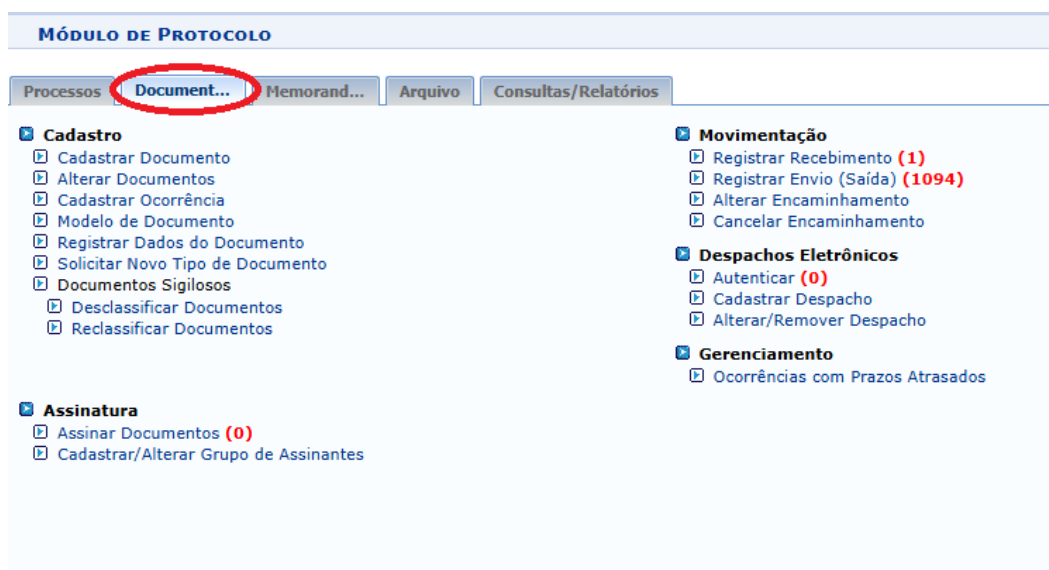 MÓDULO DE PROTOCOLO
Processos
Document...
Memorand...
Arquivo
Consultas/Relatórios
Cadastro
Cadastrar Documento
Alterar Documentos
Cadastrar Ocorrência
Modelo de Documento
Registrar Dados do Documento
Solicitar Novo Tipo de Documento
Documentos Sigilosos
Desclassificar Documentos
Reclassificar Documentos
Movimentação
Registrar Recebimento (1)
Registrar Envio (Saída) (1094)
Alterar Encaminhamento
Cancelar Encaminhamento
Despachos Eletrônicos
Autenticar (0)
Cadastrar Despacho
Alterar/Remover Despacho
Gerenciamento
Ocorrências com Prazos Atrasados
Assinatura
Assinar Documentos (0)
Cadastrar/Alterar Grupo de Assinantes